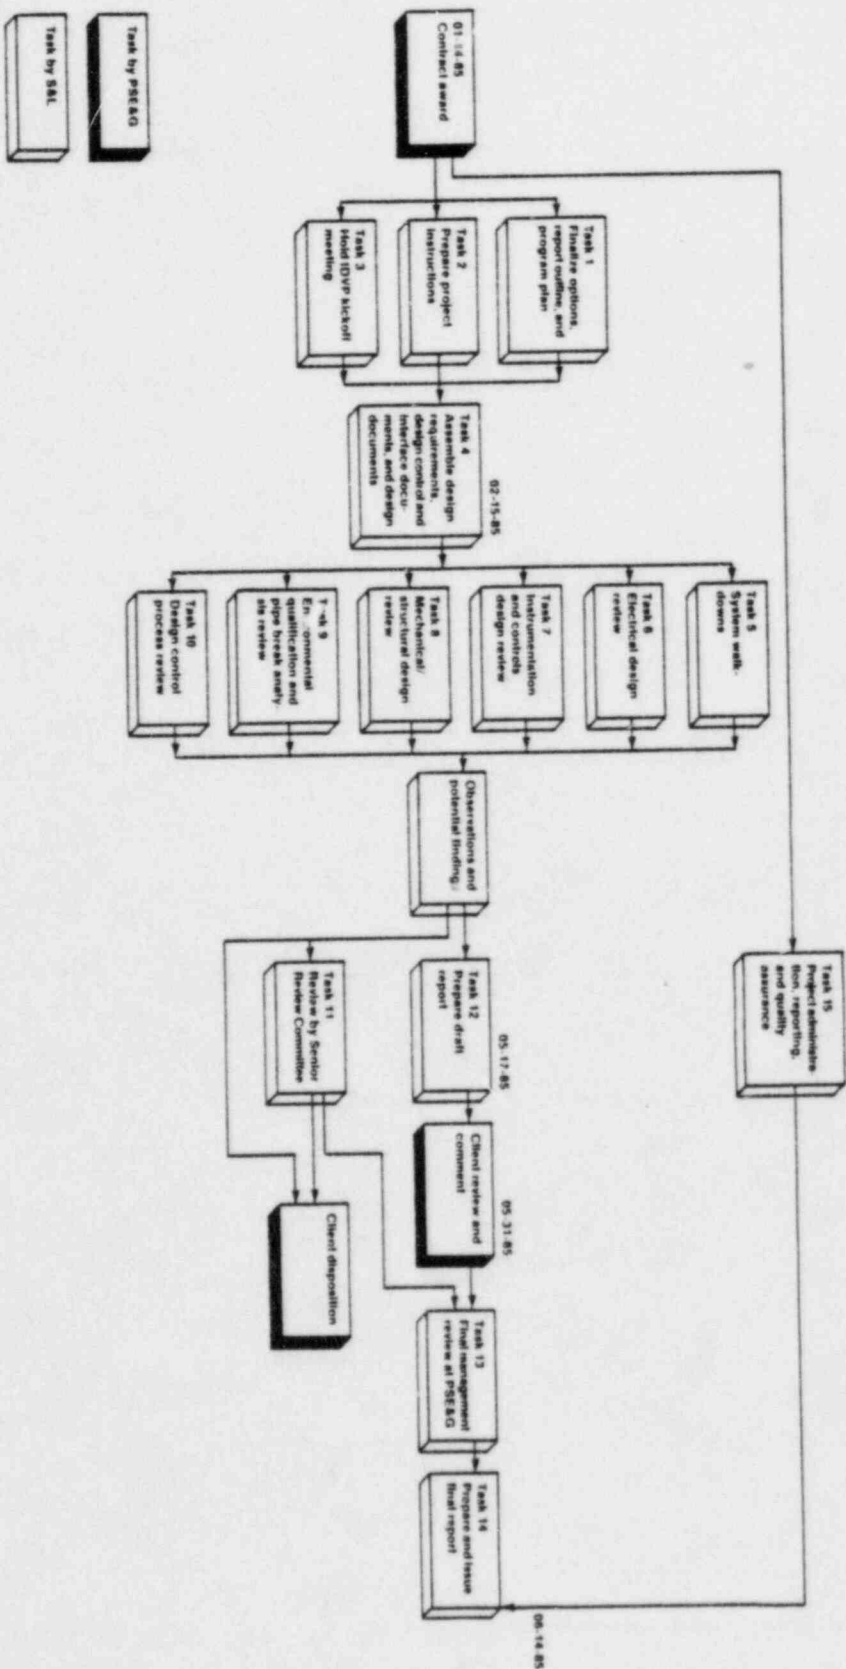 01-14-85
Contract award
Task 1
Finalize options,
report outline, and
program plan
Task 2
Prepare project
instructions
Task 3
Hold IDVP kickoff
meeting
02-15-85
Task 4
Assemble design
requirements,
design control and
interface docu-
ments, and design
documents
Task 5
System walk-
downs
Task 6
Electrical design
review
Task 7
Instrumentation
and controls
design review
Task 8
Mechanical/
structural design
review
Task 9
qualification and
pipe break analy-
sis review
Task 10
Design control
process review
Observations and
potential findings
Task 11
Review by Senior
Review Committee
05-17-85
Task 12
Prepare draft
report
05-31-85
Client review and
comment
Client disposition
Task 13
Final management
review at PSE&G
Task 14
Prepare and issue
final report
06-14-85
Task 15
Project administra-
tion, reporting,
and quality
assurance
Task by PSE&G
Task by S&L